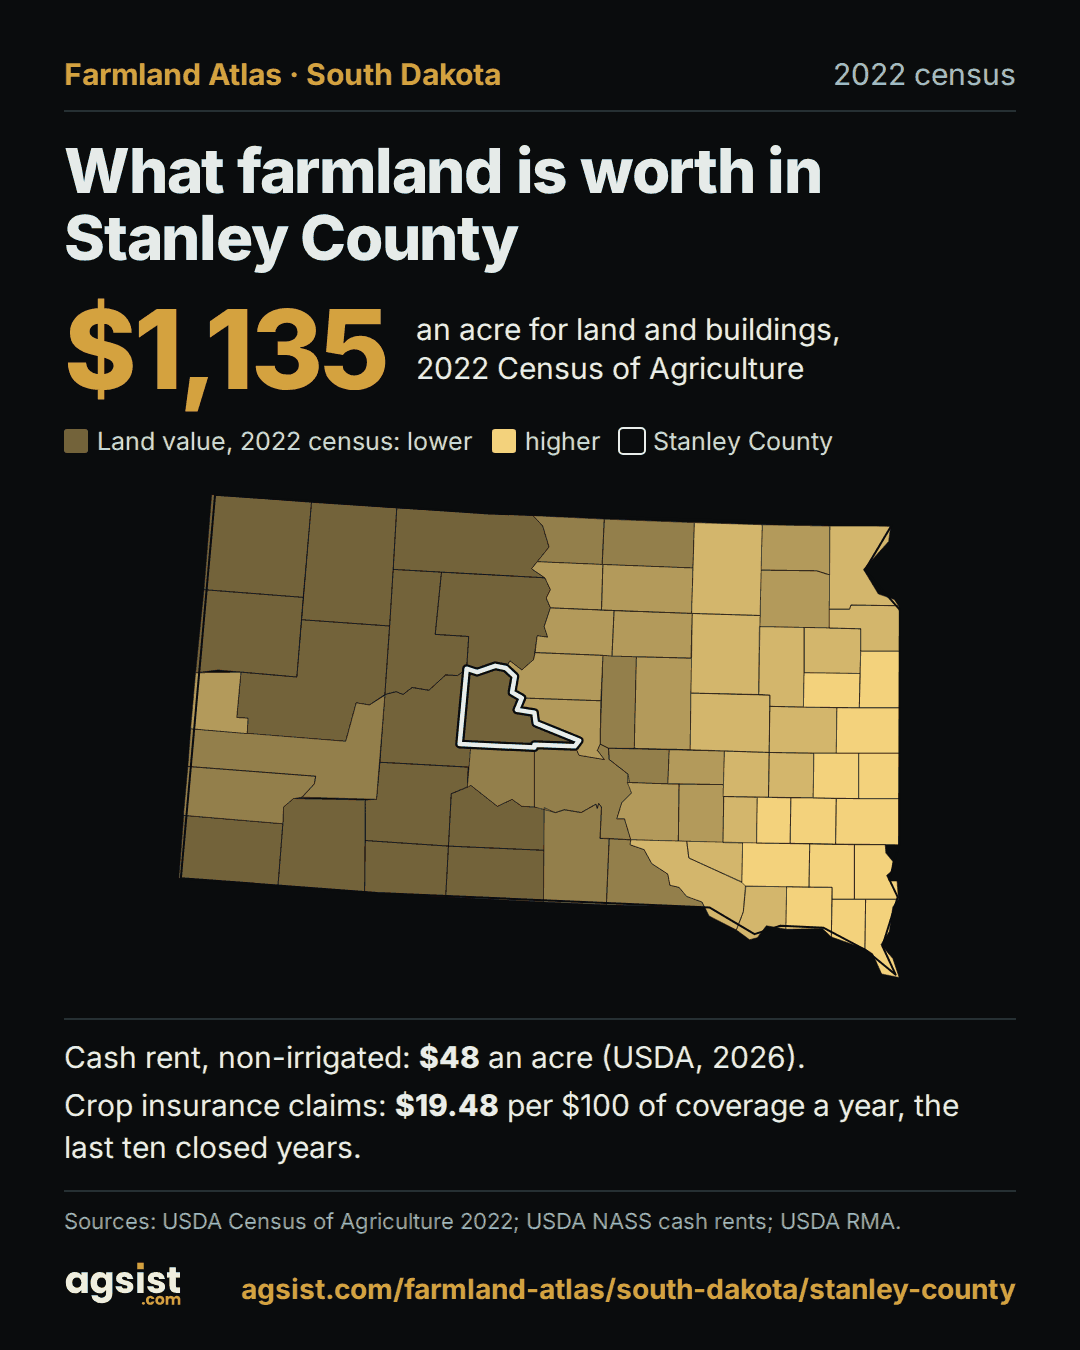 Farmland Atlas · South Dakota
2022 census
What farmland is worth in
Stanley County
$1,135
an acre for land and buildings,
2022 Census of Agriculture
Land value, 2022 census: lower
higher
Stanley County
Cash rent, non-irrigated: $48 an acre (USDA, 2026).
Crop insurance claims: $19.48 per $100 of coverage a year, the
last ten closed years.
Sources: USDA Census of Agriculture 2022; USDA NASS cash rents; USDA RMA.
agsist
.com
agsist.com/farmland-atlas/south-dakota/stanley-county